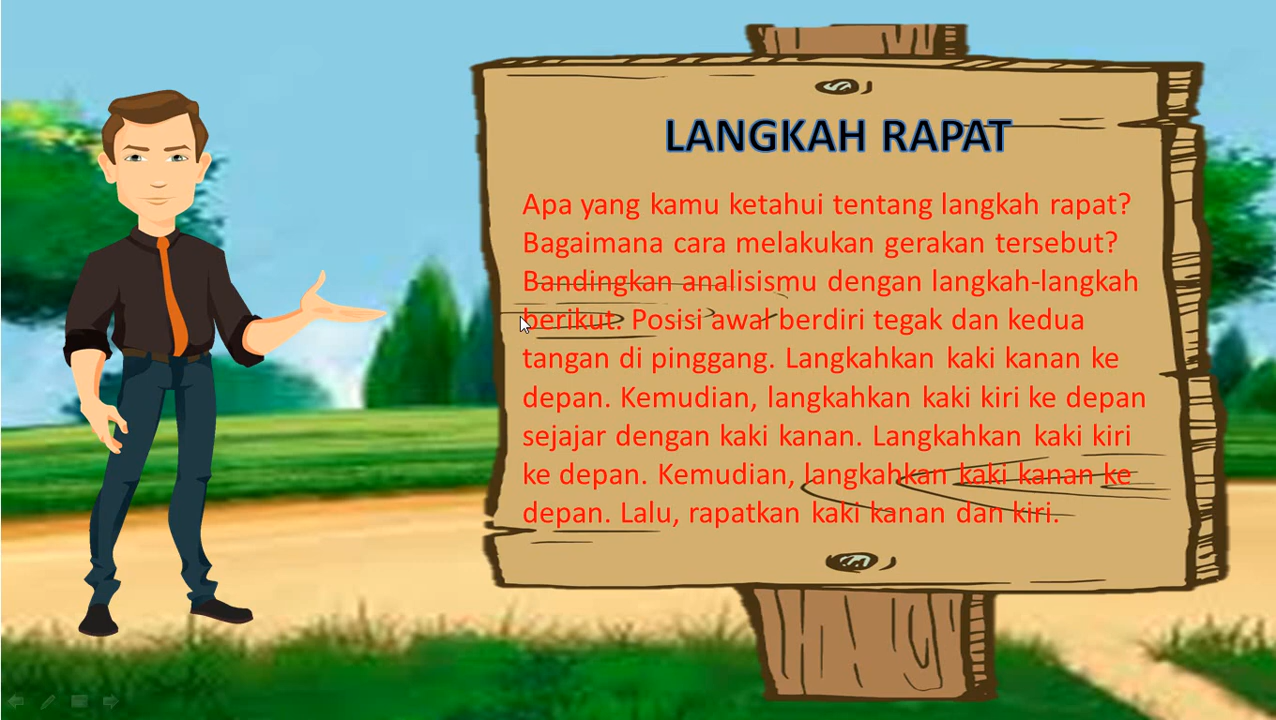 LANGKAH RAPAT
Apa yang kamu ketahui tentang langkah rapat?
Bagaimana cara melakukan gerakan tersebut?
Bandingkan analisismu dengan langkah-langkah
berikut. Posisi awal berdiri tegak dan kedua
tangan di pinggang. Langkahkan kaki kanan ke
depan. Kemudian, langkahkan kaki kiri ke depan
sejajar dengan kaki kanan. Langkahkan kaki kiri
ke depan. Kemudian, langkahkan kaki kanan ke
depan. Lalu, rapatkan kaki kanan dan kiri.